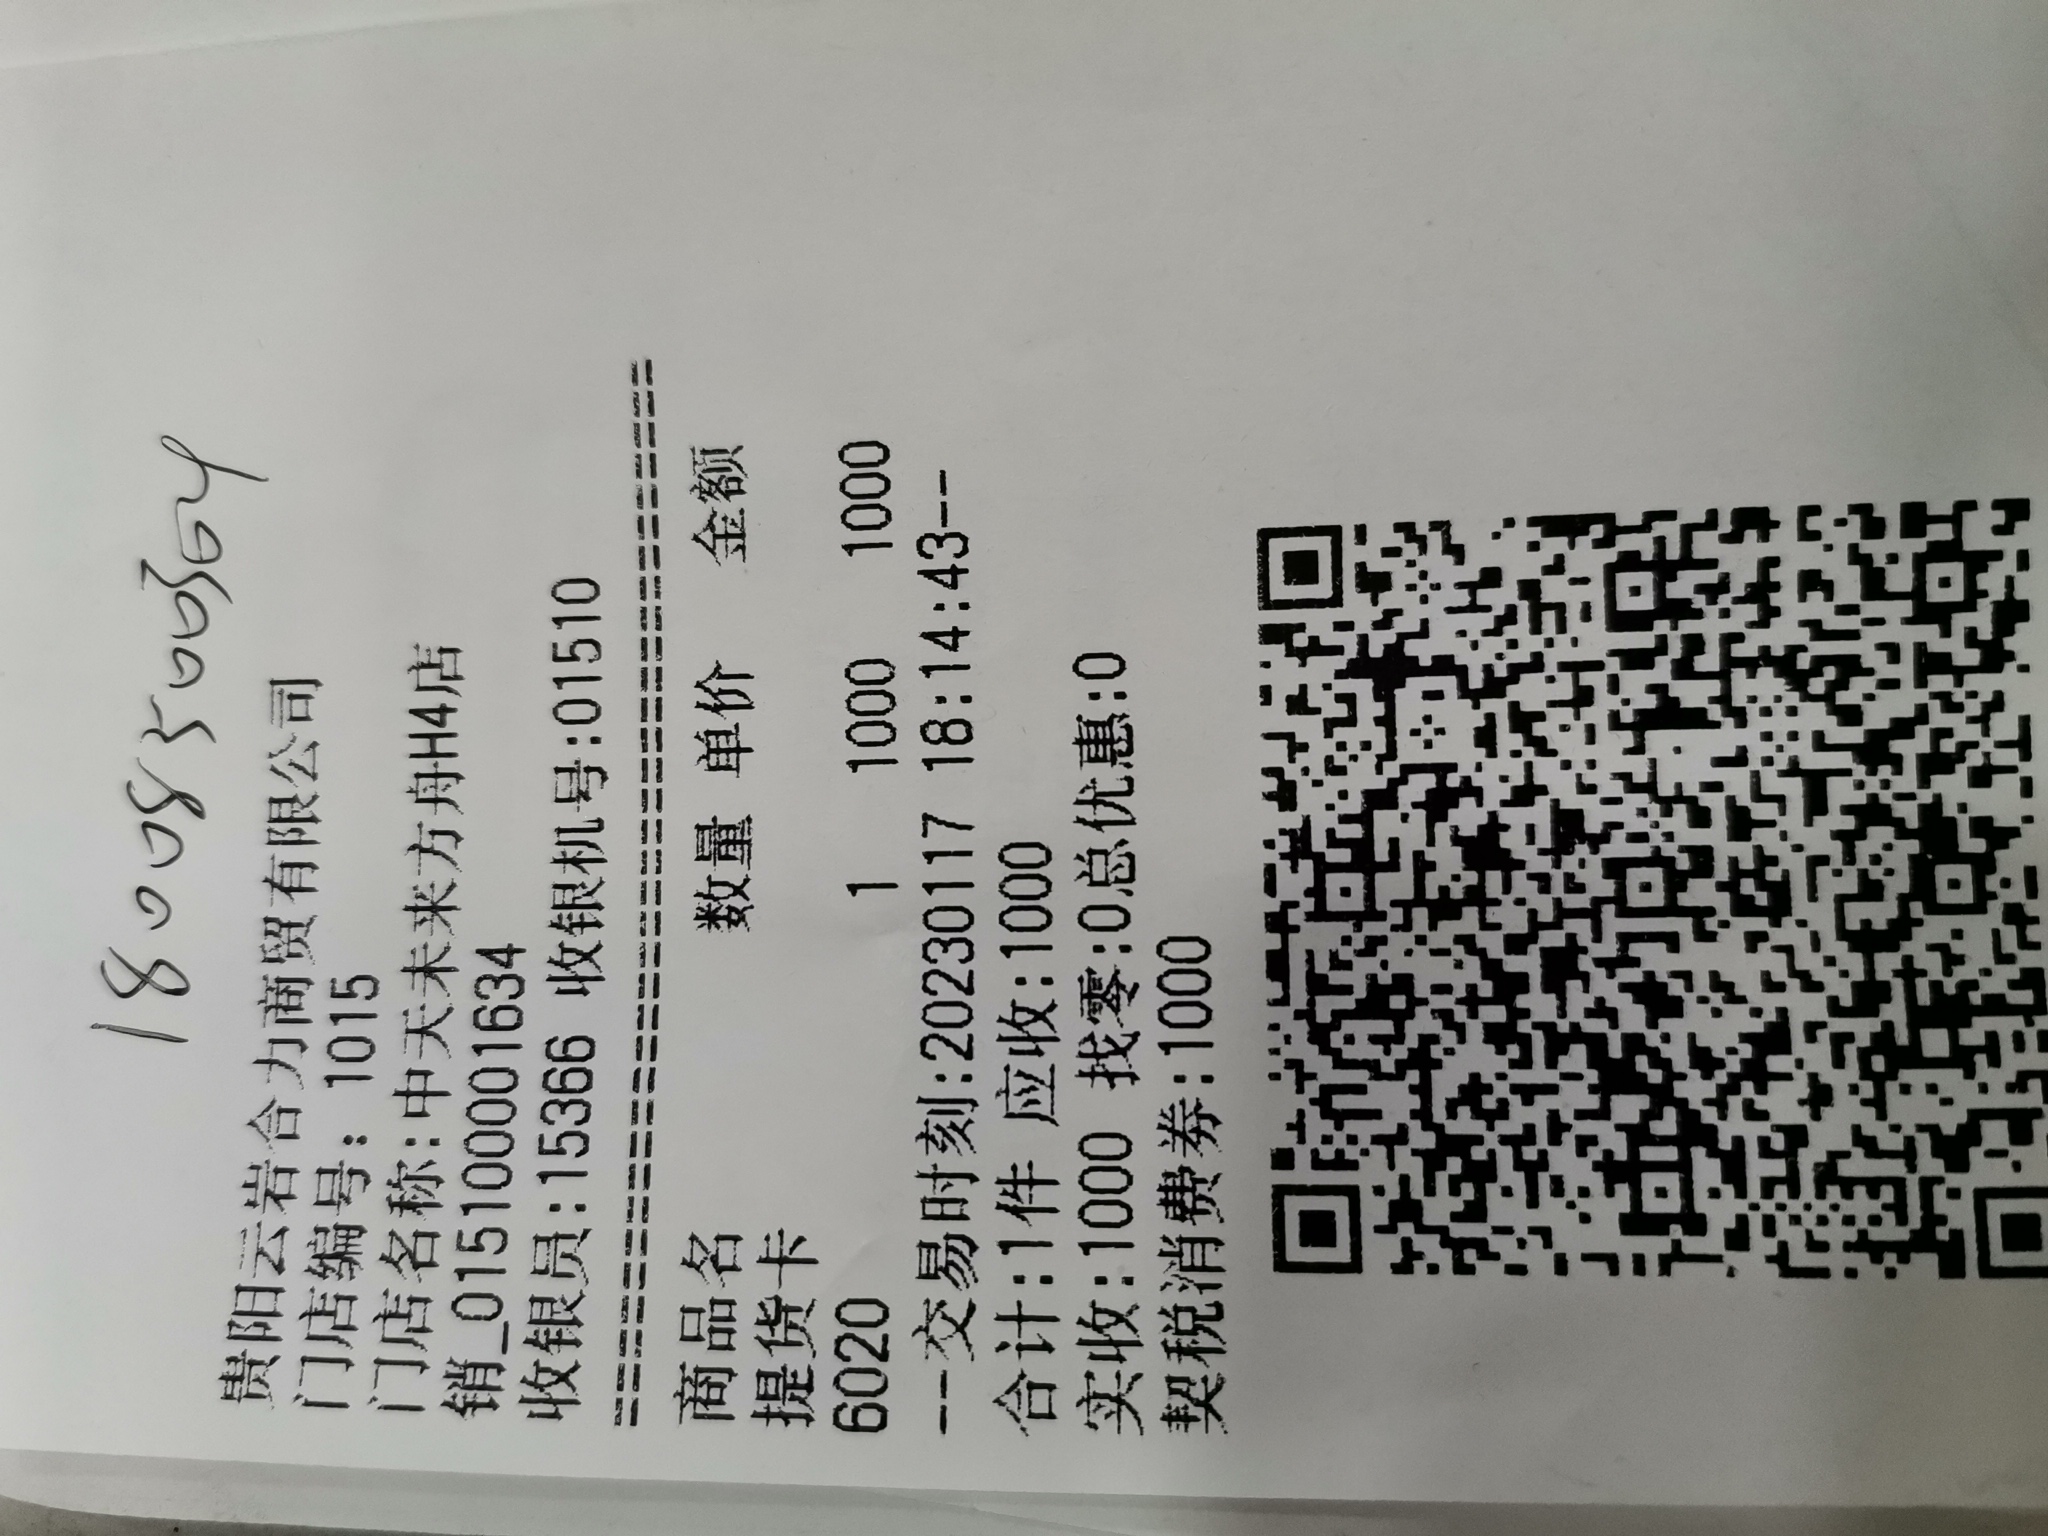 18008500364
贵阳云岩合力商贸有限公司
门店编号: 1015
门店名称:中天未来方舟H4店
销_0151000001634
收银员:15366 收银机号:01510
================================
商品名 数量 单价 金额
提货卡
6020 1 1000 1000
--交易时刻:20230117 18:14:43--
合计:1件 应收:1000
实收:1000 找零:0总优惠:0
契税消费券:1000